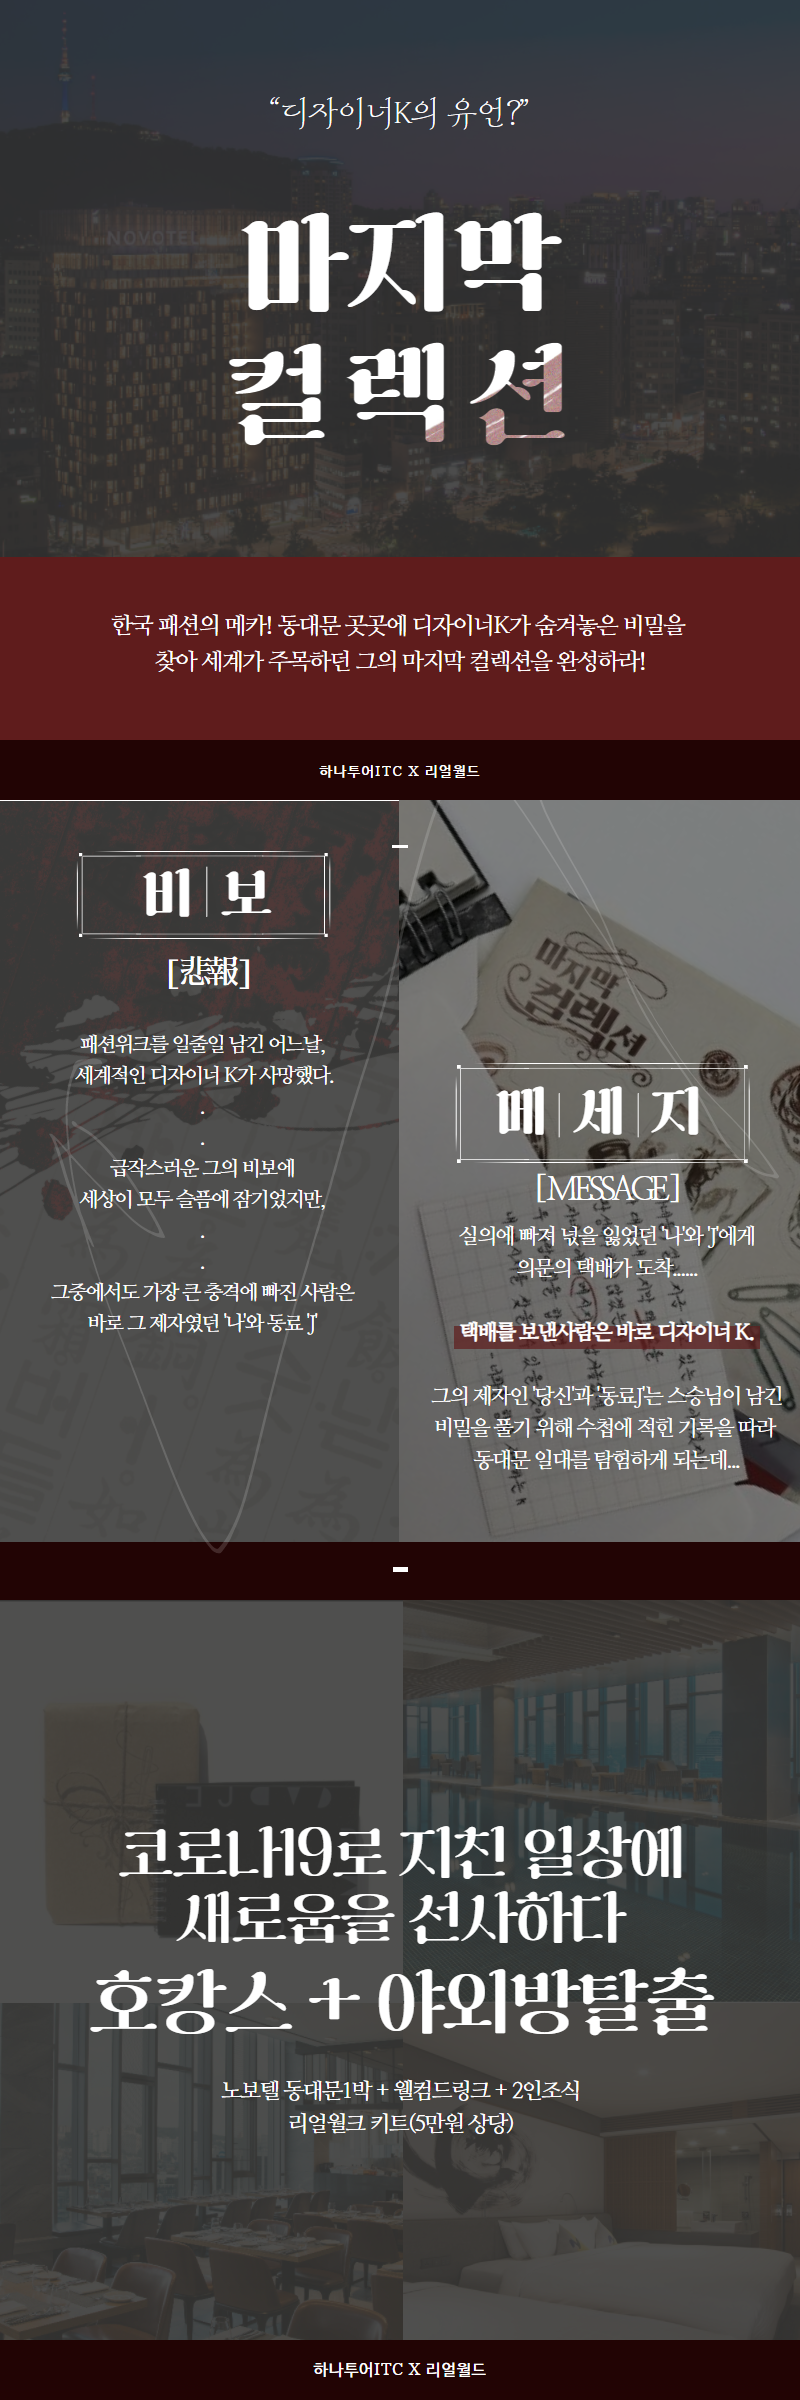 “디자이너K의 유언?”
NOVOTEL
마지막
컬렉션
한국 패션의 메카! 동대문 곳곳에 디자이너K가 숨겨놓은 비밀을
찾아 세계가 주목하던 그의 마지막 컬렉션을 완성하라!
하나투어ITC X 리얼월드
비|보
[悲報]
패션위크를 일줄일 남긴 어느날,
세계적인 디자이너 K가 사망했다.
.
.
급작스러운 그의 비보에
세상이 모두 슬픔에 잠기었지만,
.
.
그중에서도 가장 큰 충격에 빠진 사람은
바로 그 제자였던 '나'와 동료 'J'
마지막
컬렉션
메|세|지
[MESSAGE]
실의에 빠져 넋을 잃었던 '나'와 'J'에게
의문의 택배가 도착......
택배를 보낸사람은 바로 디자이너 K.
그의 제자인 '당신'과 '동료J'는 스승님이 남긴
비밀을 풀기 위해 수첩에 적힌 기록을 따라
동대문 일대를 탐험하게 되는데...
코로나19로 지친 일상에
새로움을 선사하다
호캉스 + 야외방탈출
노보텔 동대문1박 + 웰컴드링크 + 2인조식
리얼월크 키트(5만원 상당)
하나투어ITC X 리얼월드